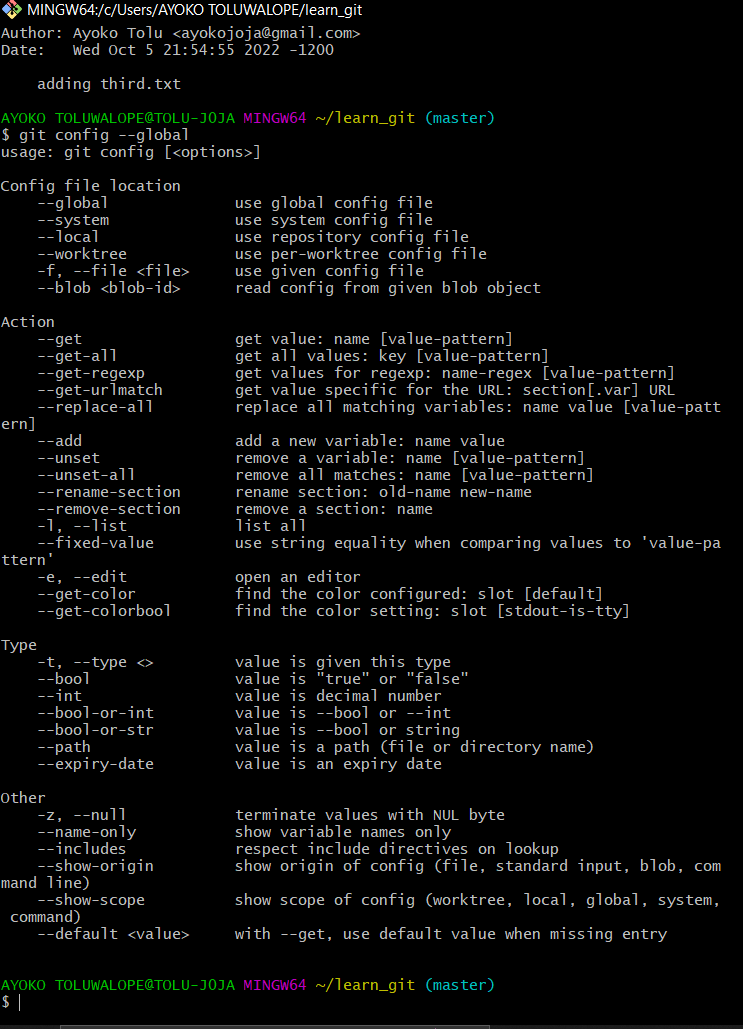 MINGW64:/c/Users/AYOKO TOLUWALOPE/learn_git
Author: Ayoko Tolu <ayokojoja@gmail.com>
Date:   Wed Oct 5 21:54:55 2022 -1200

    adding third.txt

AYOKO TOLUWALOPE@TOLU-JOJA MINGW64 ~/learn_git (master)
$ git config --global
usage: git config [<options>]

Config file location
    --global              use global config file
    --system              use system config file
    --local               use repository config file
    --worktree            use per-worktree config file
    -f, --file <file>     use given config file
    --blob <blob-id>      read config from given blob object

Action
    --get                 get value: name [value-pattern]
    --get-all             get all values: key [value-pattern]
    --get-regexp          get values for regexp: name-regex [value-pattern]
    --get-urlmatch        get value specific for the URL: section[.var] URL
    --replace-all         replace all matching variables: name value [value-patt
ern]
    --add                 add a new variable: name value
    --unset               remove a variable: name [value-pattern]
    --unset-all           remove all matches: name [value-pattern]
    --rename-section      rename section: old-name new-name
    --remove-section      remove a section: name
    -l, --list            list all
    --fixed-value         use string equality when comparing values to 'value-pa
ttern'
    -e, --edit            open an editor
    --get-color           find the color configured: slot [default]
    --get-colorbool       find the color setting: slot [stdout-is-tty]

Type
    -t, --type <>         value is given this type
    --bool                value is "true" or "false"
    --int                 value is decimal number
    --bool-or-int         value is --bool or --int
    --bool-or-str         value is --bool or string
    --path                value is a path (file or directory name)
    --expiry-date         value is an expiry date

Other
    -z, --null            terminate values with NUL byte
    --name-only           show variable names only
    --includes            respect include directives on lookup
    --show-origin         show origin of config (file, standard input, blob, com
mand line)
    --show-scope          show scope of config (worktree, local, global, system,
 command)
    --default <value>     with --get, use default value when missing entry

AYOKO TOLUWALOPE@TOLU-JOJA MINGW64 ~/learn_git (master)
$